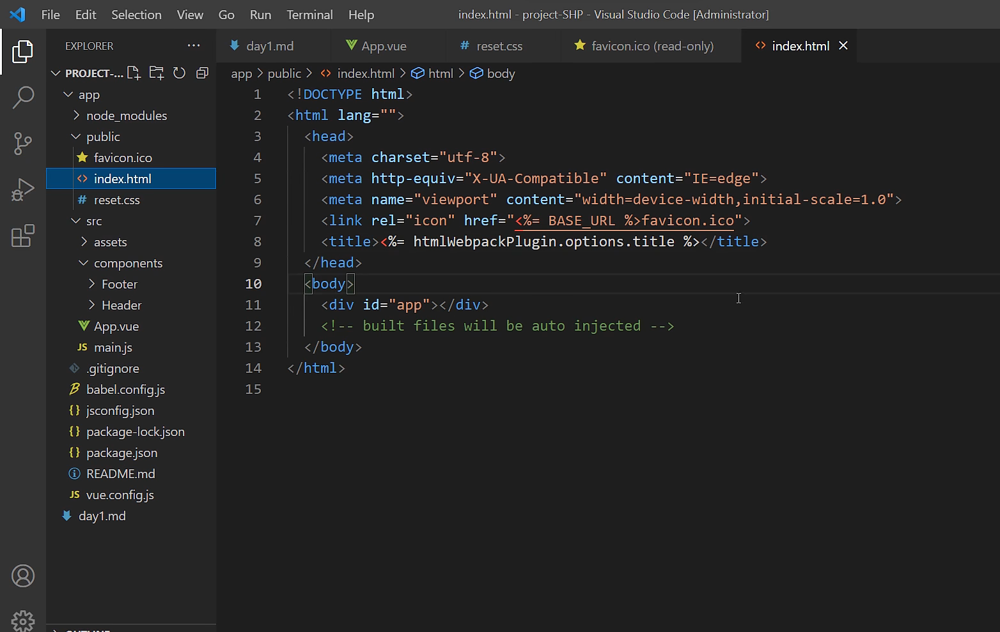 File Edit Selection View Go Run Terminal Help index.html - project-SHP - Visual Studio Code [Administrator]
EXPLORER
PROJECT-...
app
node_modules
public
favicon.ico
index.html
reset.css
src
assets
components
Footer
Header
App.vue
JS main.js
.gitignore
babel.config.js
{} jsconfig.json
{} package-lock.json
{} package.json
README.md
JS vue.config.js
day1.md
day1.md App.vue # reset.css favicon.ico (read-only) <> index.html
app > public > <> index.html > html > body
1 <!DOCTYPE html>
2 <html lang="">
3 <head>
4 <meta charset="utf-8">
5 <meta http-equiv="X-UA-Compatible" content="IE=edge">
6 <meta name="viewport" content="width=device-width,initial-scale=1.0">
7 <link rel="icon" href="<%= BASE_URL %>favicon.ico">
8 <title><%= htmlWebpackPlugin.options.title %></title>
9 </head>
10 <body>
11 <div id="app"></div>
12 <!-- built files will be auto injected -->
13 </body>
14 </html>
15